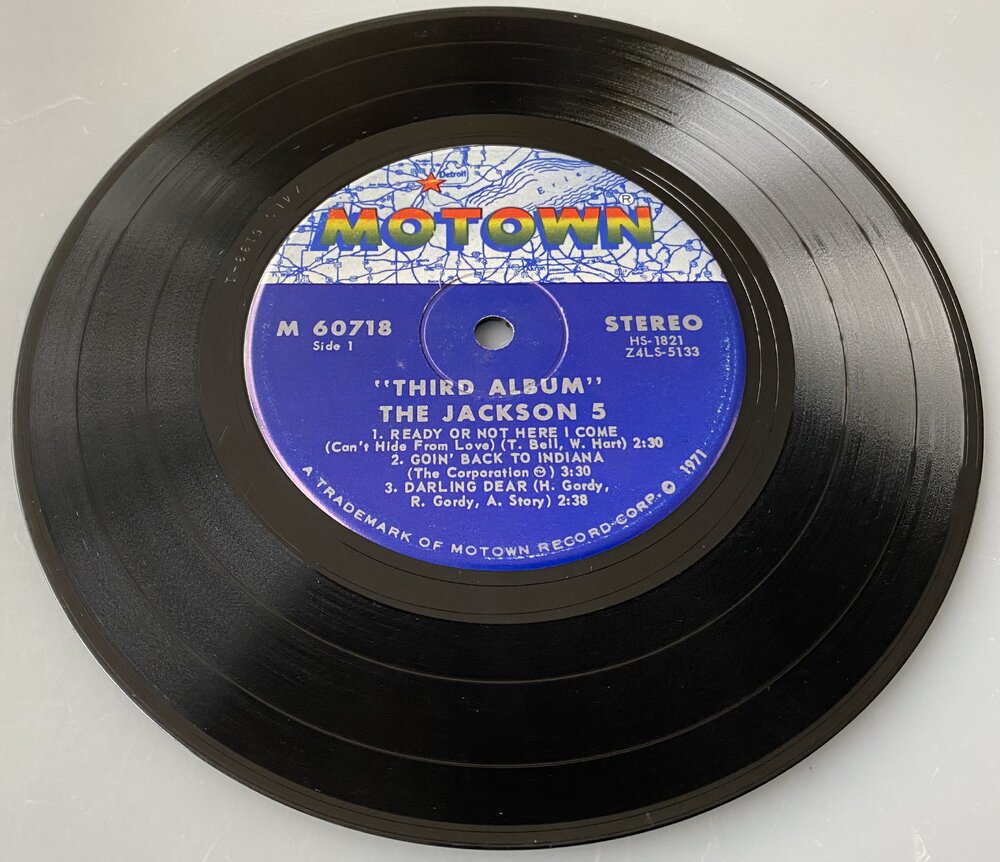 Detroit
Erie
MOTOWN®
M 60718
Side 1
STEREO
HS-1821
Z4LS-5133
"THIRD ALBUM"
THE JACKSON 5
1. READY OR NOT HERE I COME
(Can't Hide From Love) (T. Bell, W. Hart) 2:30
2. GOIN' BACK TO INDIANA
(The Corporation ℗) 3:30
3. DARLING DEAR (H. Gordy,
R. Gordy, A. Story) 2:38
A TRADEMARK OF MOTOWN RECORD CORP. ℗ 1971